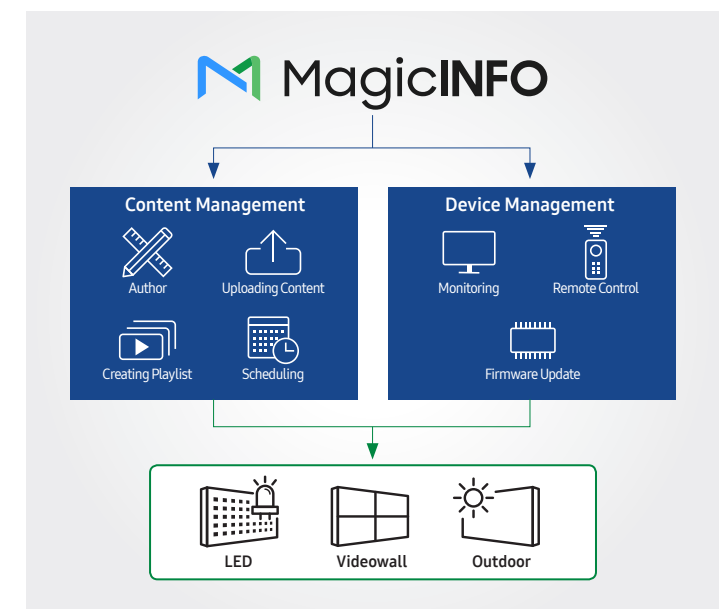 MagicINFO
Content Management
Author
Uploading Content
Creating Playlist
Scheduling
Device Management
Monitoring
Remote Control
Firmware Update
LED
Videowall
Outdoor